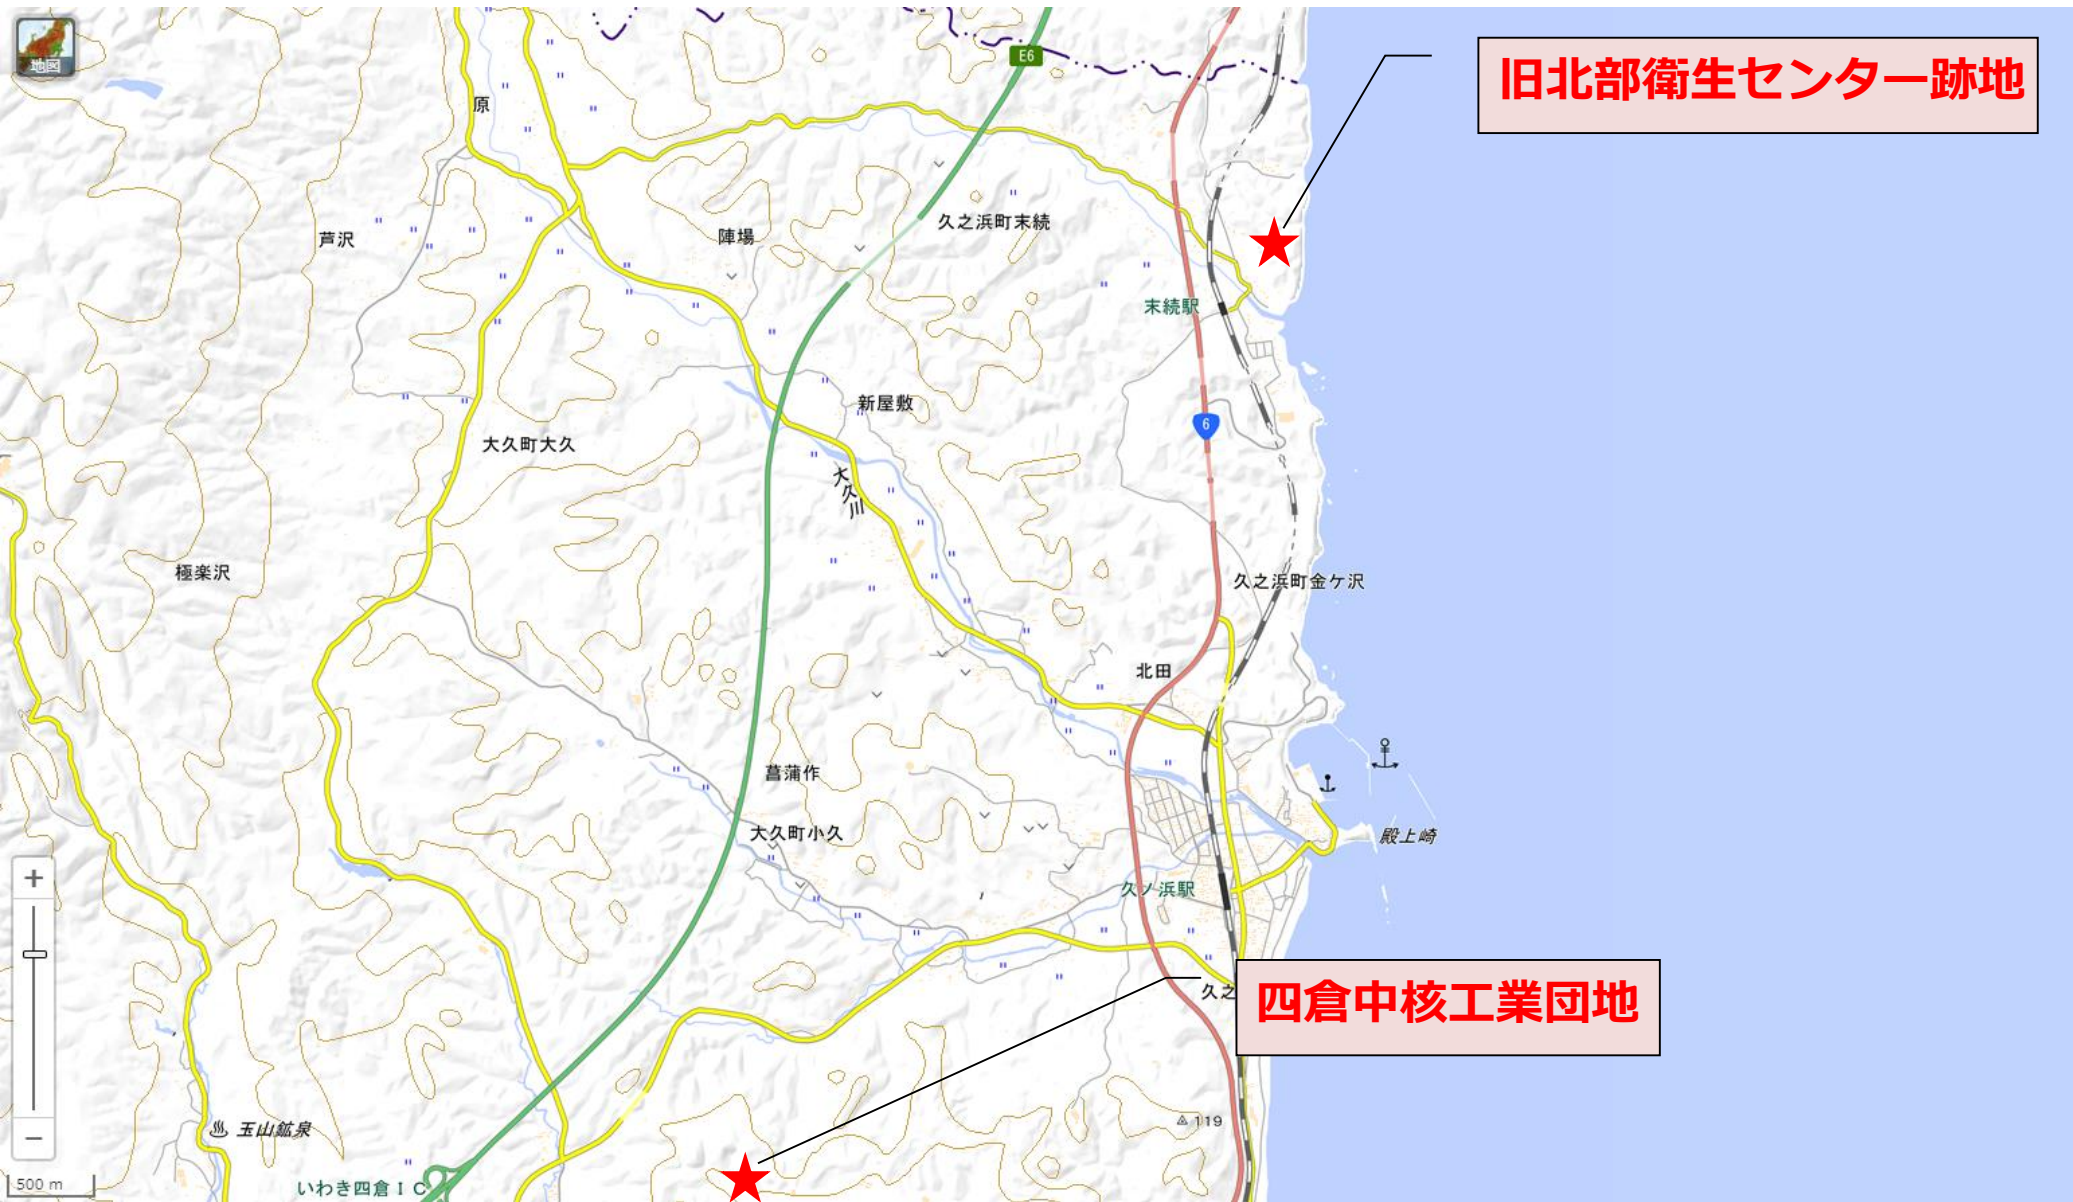 地図
E6
旧北部衛生センター跡地
原
芦沢
陣場
久之浜町末続
末続駅
新屋敷
6
大久町大久
大久川
極楽沢
久之浜町金ケ沢
北田
菖蒲作
大久町小久
殿上崎
久ノ浜駅
久之
四倉中核工業団地
119
玉山鉱泉
いわき四倉IC
+
−
500 m